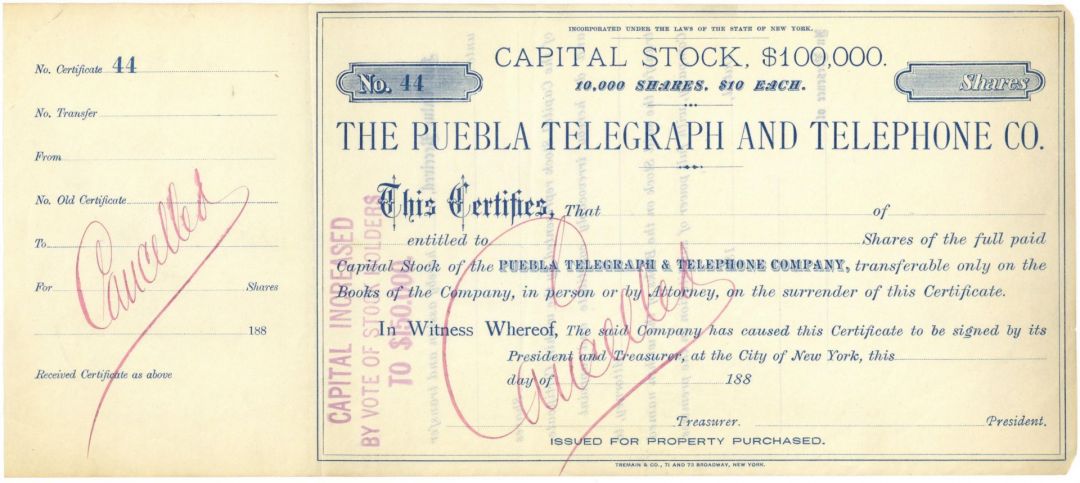 No. Certificate 44
No. Transfer
From
No. Old Certificate
To
For Shares
188
Received Certificate as above
Cancelled
INCORPORATED UNDER THE LAWS OF THE STATE OF NEW YORK.
CAPITAL STOCK, $100,000.
No. 44
10,000 SHARES. $10 EACH.
Shares
THE PUEBLA TELEGRAPH AND TELEPHONE CO.
This Certifies, That of
entitled to Shares of the full paid
Capital Stock of the PUEBLA TELEGRAPH & TELEPHONE COMPANY, transferable only on the
Books of the Company, in person or by Attorney, on the surrender of this Certificate.
In Witness Whereof, The said Company has caused this Certificate to be signed by its
President and Treasurer, at the City of New York, this
day of 188
Treasurer. President.
ISSUED FOR PROPERTY PURCHASED.
TREMAIN & CO., 71 AND 73 BROADWAY, NEW YORK.
CAPITAL INCREASED
BY VOTE OF STOCKHOLDERS
Cancelled